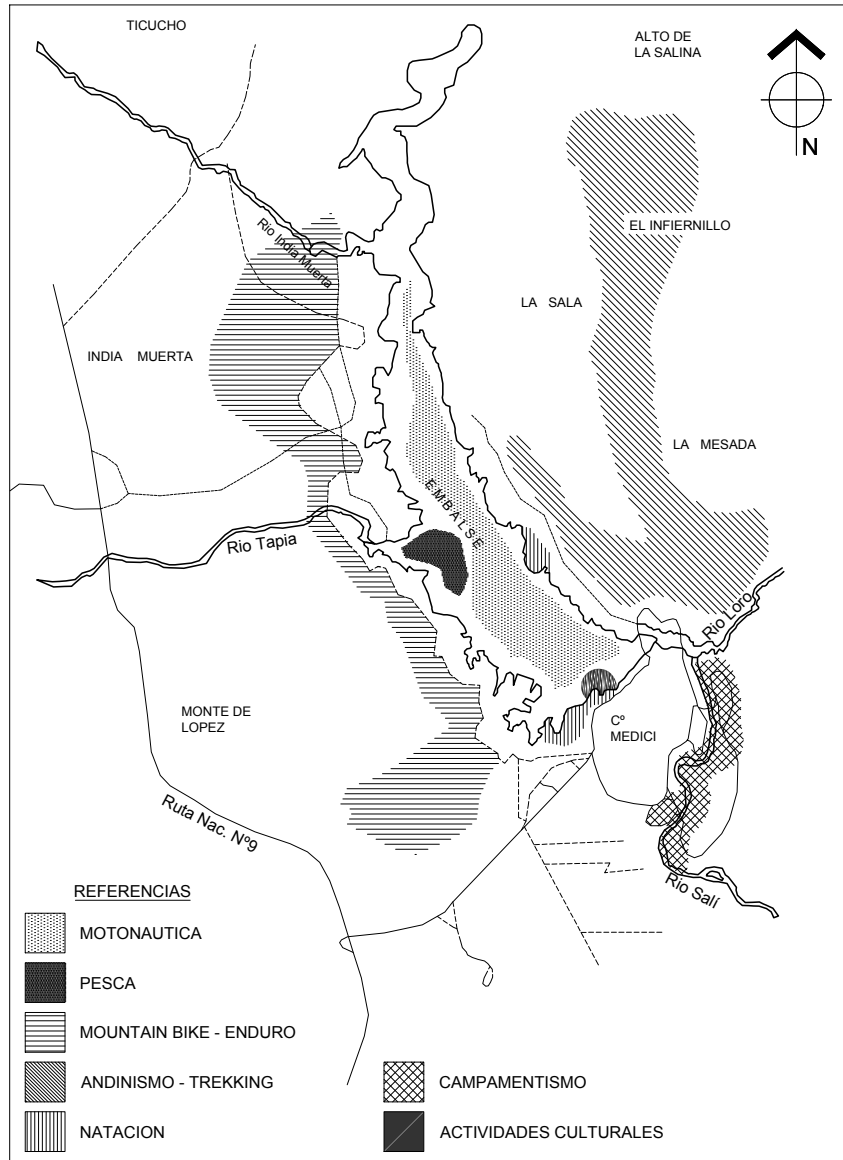 TICUCHO
ALTO DE
LA SALINA
N
Rio India Muerta
EL INFIERNILLO
LA SALA
INDIA MUERTA
LA MESADA
EMBALSE
Rio Tapia
Rio Loro
MONTE DE
LOPEZ
Cº
MEDICI
Ruta Nac. Nº9
Rio Salí
REFERENCIAS
MOTONAUTICA
PESCA
MOUNTAIN BIKE - ENDURO
ANDINISMO - TREKKING
CAMPAMENTISMO
NATACION
ACTIVIDADES CULTURALES